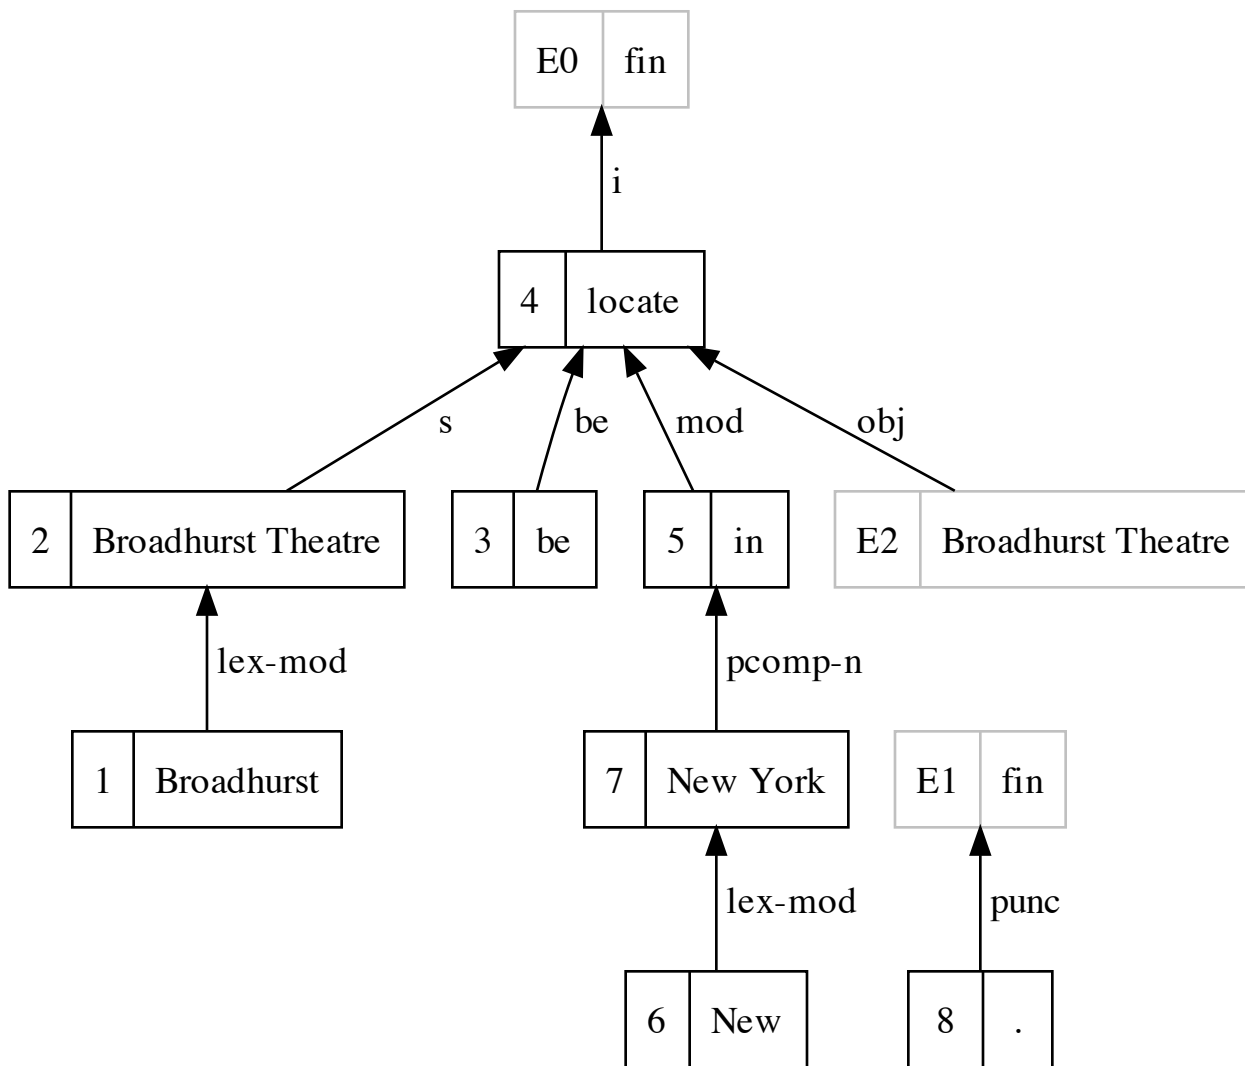 E0 fin
i
4 locate
s be mod obj
2 Broadhurst Theatre 3 be 5 in E2 Broadhurst Theatre
lex-mod pcomp-n
1 Broadhurst 7 New York E1 fin
lex-mod punc
6 New 8 .